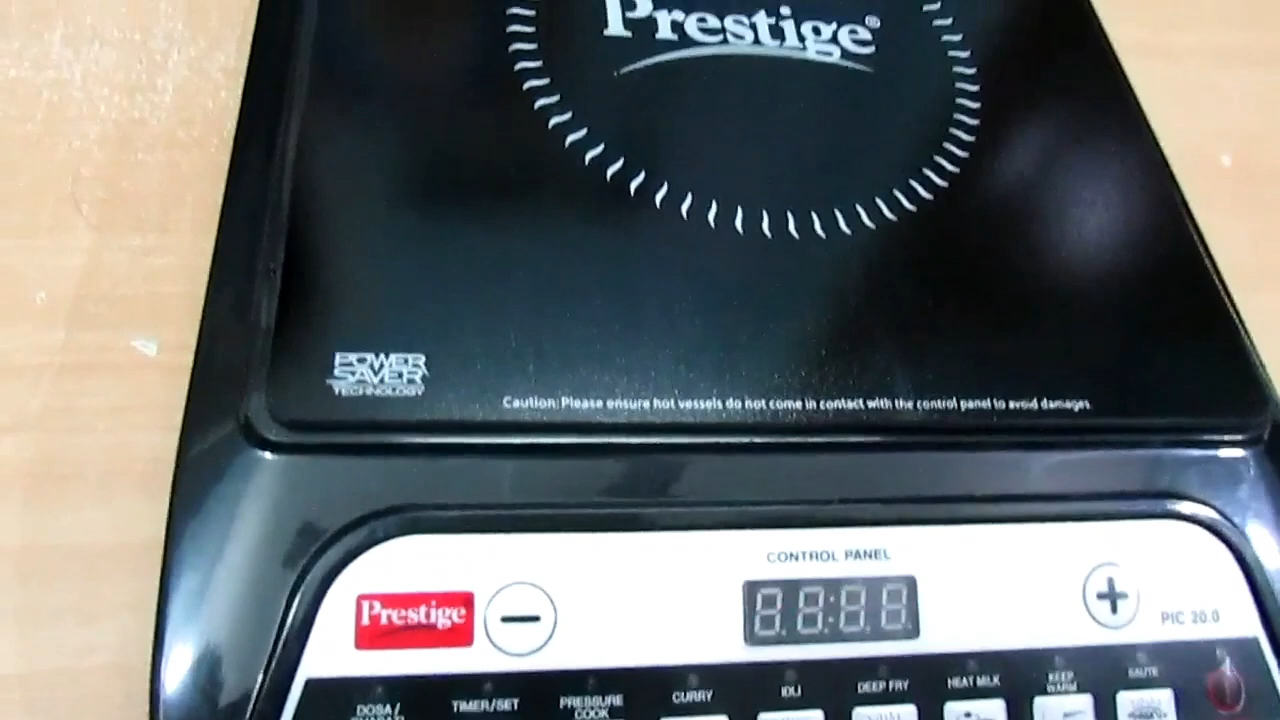 Prestige®
POWER
SAVER
TECHNOLOGY
Caution: Please ensure hot vessels do not come in contact with the control panel to avoid damages.
CONTROL PANEL
Prestige
−
+
PIC 20.0
DOSA /
TIMER/SET
PRESSURE
COOK
CURRY
IDLI
DEEP FRY
HEAT MILK
KEEP
WARM
SAUTE